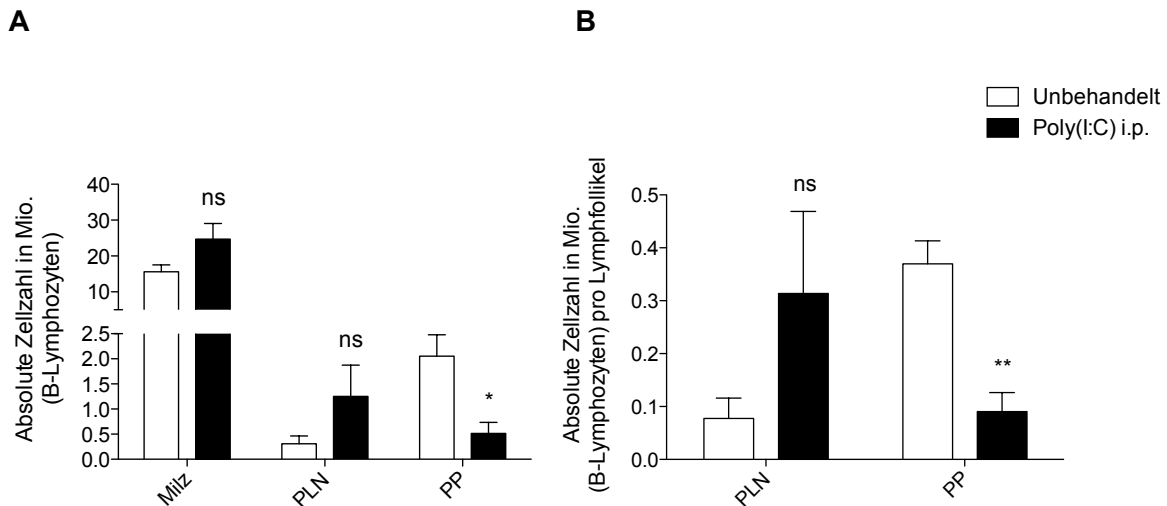 A
B
Unbehandelt
Poly(I:C) i.p.
Absolute Zellzahl in Mio.
(B-Lymphozyten)
40
30
20
10
2.5
2.0
1.5
1.0
0.5
0.0
ns
ns
*
Milz
PLN
PP
Absolute Zellzahl in Mio.
(B-Lymphozyten) pro Lymphfollikel
0.5
0.4
0.3
0.2
0.1
0.0
ns
**
PLN
PP